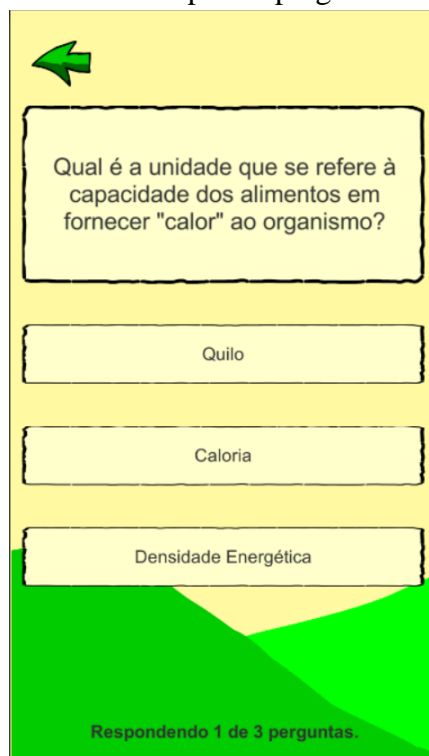 Qual é a unidade que se refere à
capacidade dos alimentos em
fornecer "calor" ao organismo?
Quilo
Caloria
Densidade Energética
Respondendo 1 de 3 perguntas.